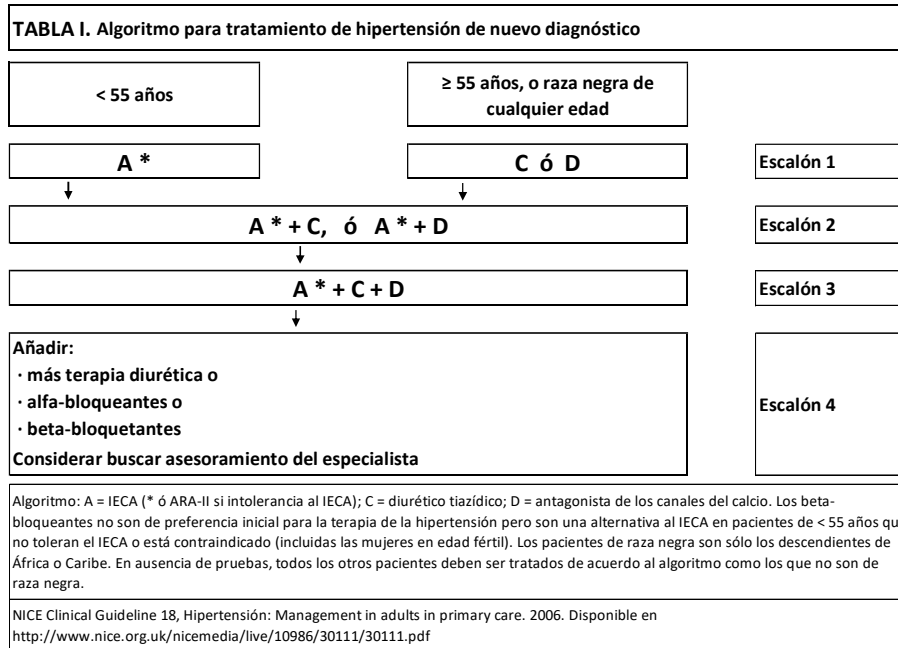 TABLA I. Algoritmo para tratamiento de hipertensión de nuevo diagnóstico
< 55 años
≥ 55 años, o raza negra de
cualquier edad
A *
C ó D
Escalón 1
A * + C, ó A * + D
Escalón 2
A * + C + D
Escalón 3
Añadir:
· más terapia diurética o
· alfa-bloqueantes o
· beta-bloquetantes
Considerar buscar asesoramiento del especialista
Escalón 4
Algoritmo: A = IECA (* ó ARA-II si intolerancia al IECA); C = diurético tiazídico; D = antagonista de los canales del calcio. Los beta-
bloqueantes no son de preferencia inicial para la terapia de la hipertensión pero son una alternativa al IECA en pacientes de < 55 años qu
no toleran el IECA o está contraindicado (incluidas las mujeres en edad fértil). Los pacientes de raza negra son sólo los descendientes de
África o Caribe. En ausencia de pruebas, todos los otros pacientes deben ser tratados de acuerdo al algoritmo como los que no son de
raza negra.
NICE Clinical Guideline 18, Hipertensión: Management in adults in primary care. 2006. Disponible en
http://www.nice.org.uk/nicemedia/live/10986/30111/30111.pdf